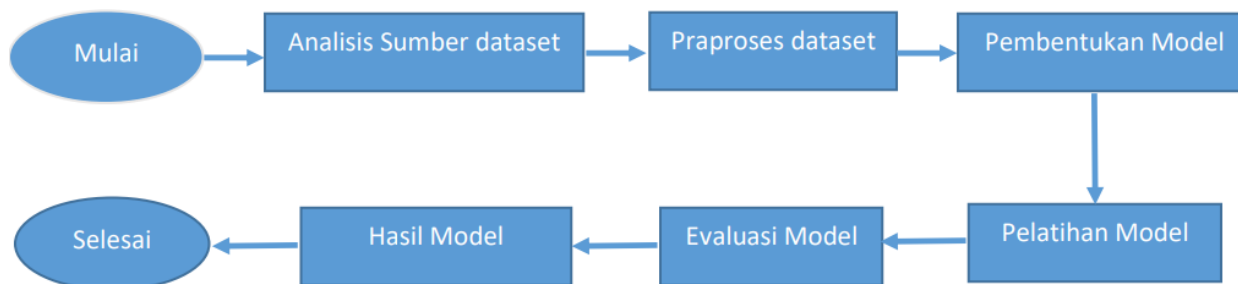 Mulai
Analisis Sumber dataset
Praproses dataset
Pembentukan Model
Pelatihan Model
Evaluasi Model
Hasil Model
Selesai